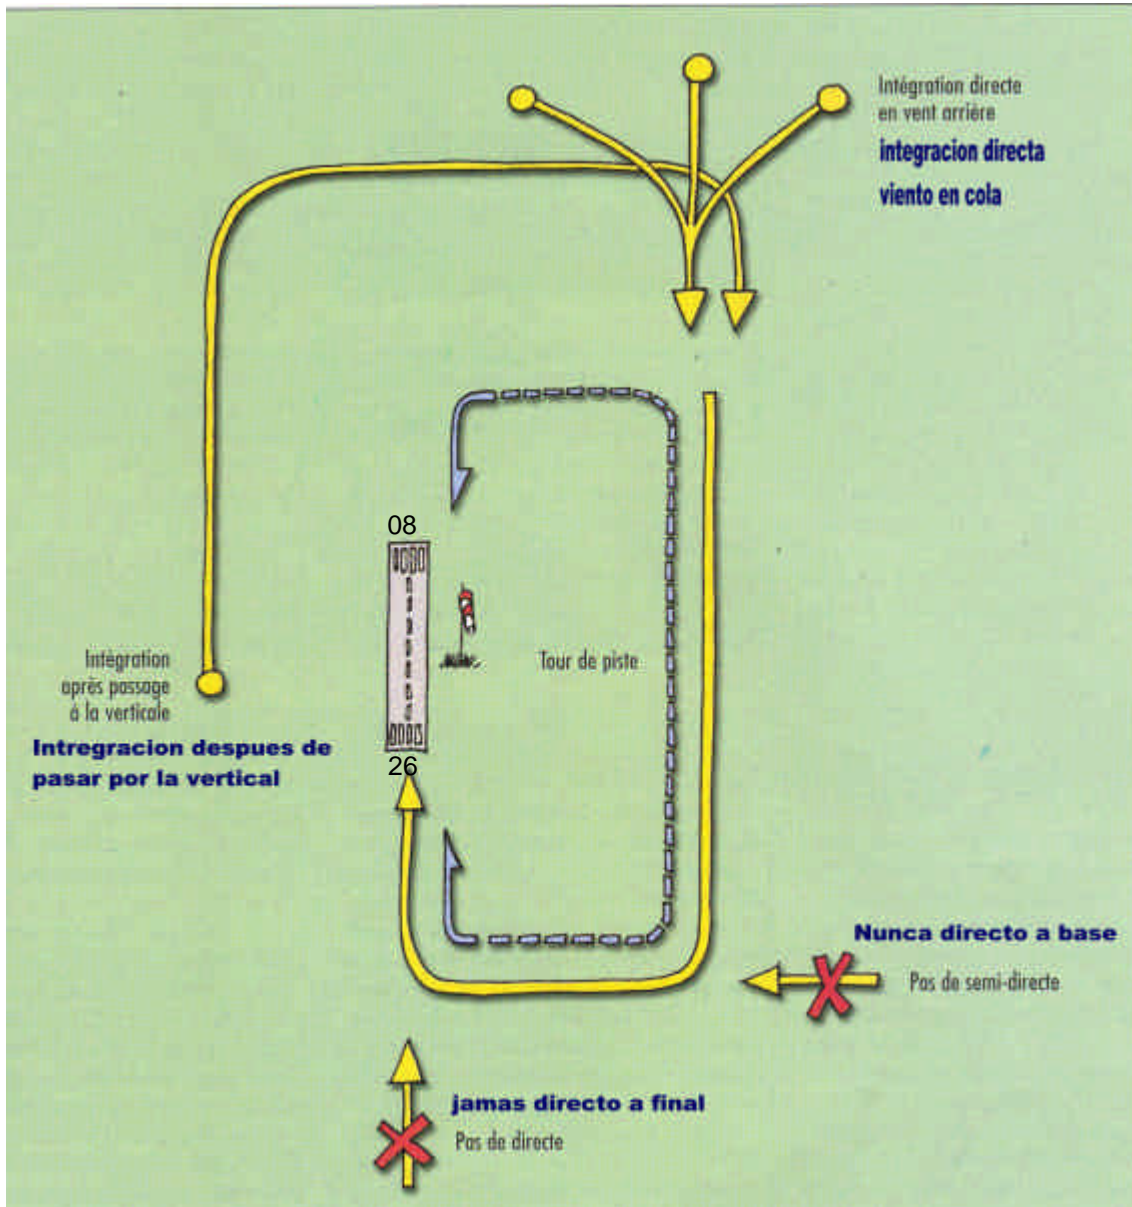 Intégration directe
en vent arrière
integracion directa
viento en cola
08
Intégration
après passage
á la verticale
Intregracion despues de
pasar por la vertical
Tour de piste
26
Nunca directo a base
Pas de semi-directe
jamas directo a final
Pas de directe